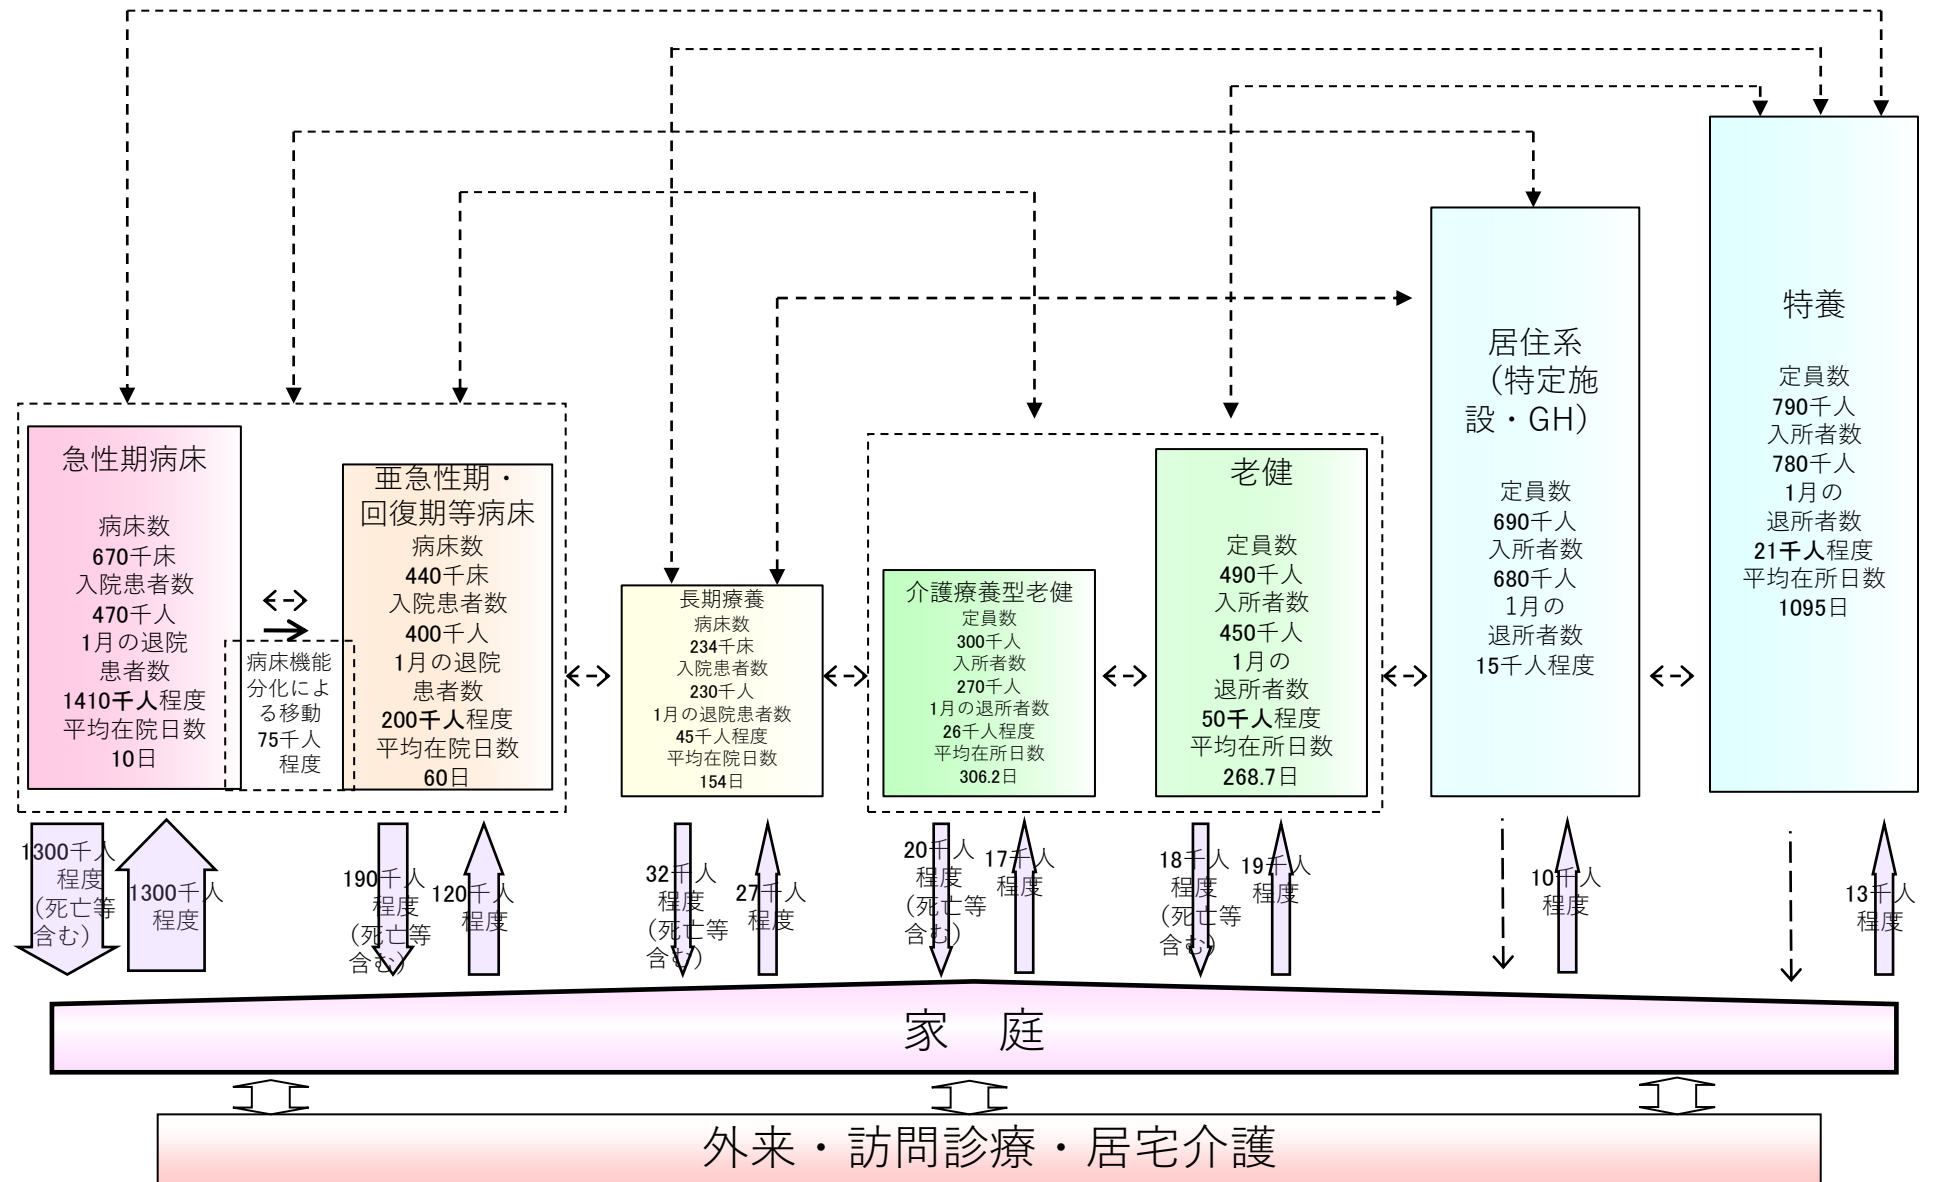 急性期病床
病床数
670千床
入院患者数
470千人
1月の退院
患者数
1410千人程度
平均在院日数
10日
病床機能
分化によ
る移動
75千人
程度
亜急性期・
回復期等病床
病床数
440千床
入院患者数
400千人
1月の退院
患者数
200千人程度
平均在院日数
60日
長期療養
病床数
234千床
入院患者数
230千人
1月の退院患者数
45千人程度
平均在院日数
154日
介護療養型老健
定員数
300千人
入所者数
270千人
1月の退所者数
26千人程度
平均在所日数
306.2日
老健
定員数
490千人
入所者数
450千人
1月の
退所者数
50千人程度
平均在所日数
268.7日
居住系
（特定施
設・GH）
定員数
690千人
入所者数
680千人
1月の
退所者数
15千人程度
特養
定員数
790千人
入所者数
780千人
1月の
退所者数
21千人程度
平均在所日数
1095日
1300千人
程度
（死亡等
含む）
1300千人
程度
190千人
程度
（死亡等
含む）
120千人
程度
32千人
程度
（死亡等
含む）
27千人
程度
20千人
程度
（死亡等
含む）
17千人
程度
18千人
程度
（死亡等
含む）
19千人
程度
10千人
程度
13千人
程度
家　庭
外来・訪問診療・居宅介護